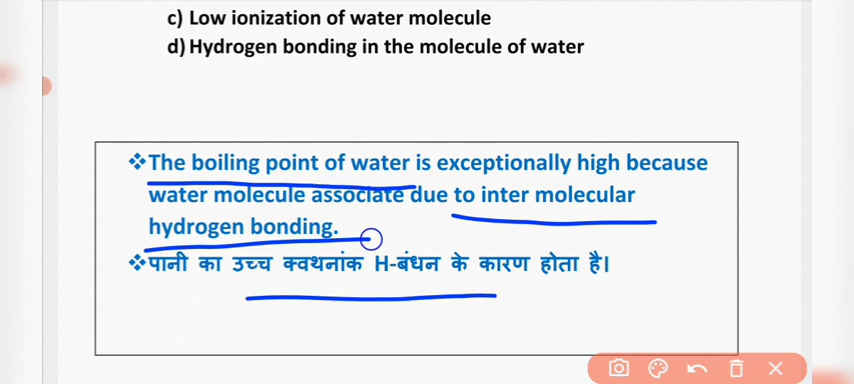 c) Low ionization of water molecule
d) Hydrogen bonding in the molecule of water
❖The boiling point of water is exceptionally high because
water molecule associate due to inter molecular
hydrogen bonding.
❖पानी का उच्च क्वथनांक H-बंधन के कारण होता है।